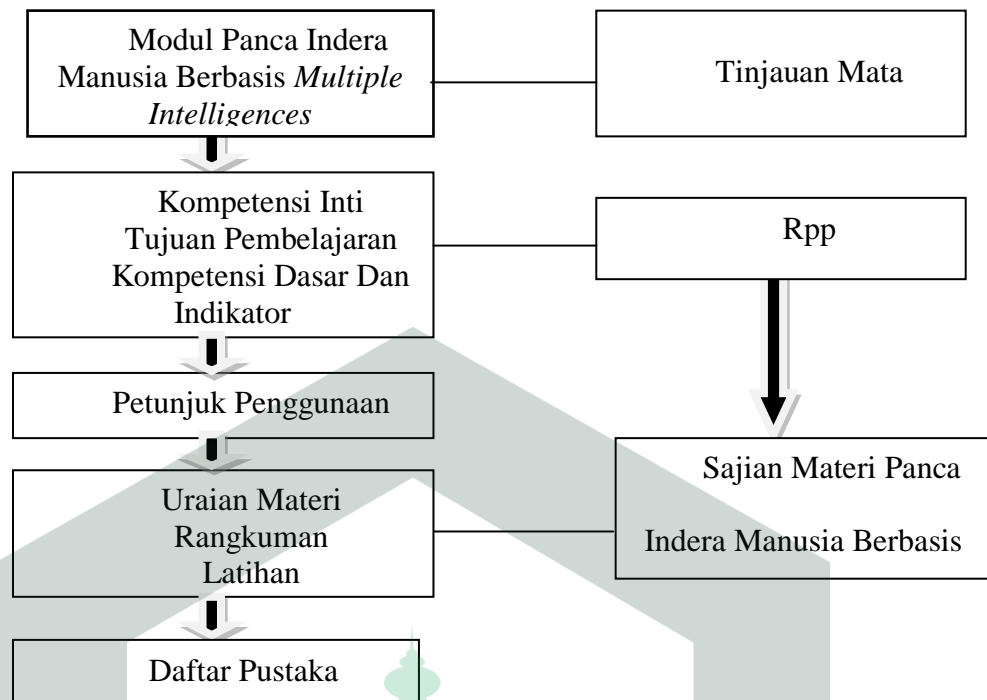 Modul Panca Indera
Manusia Berbasis Multiple
Intelligences
Tinjauan Mata
Kompetensi Inti
Tujuan Pembelajaran
Kompetensi Dasar Dan
Indikator
Rpp
Petunjuk Penggunaan
Uraian Materi
Rangkuman
Latihan
Sajian Materi Panca
Indera Manusia Berbasis
Daftar Pustaka